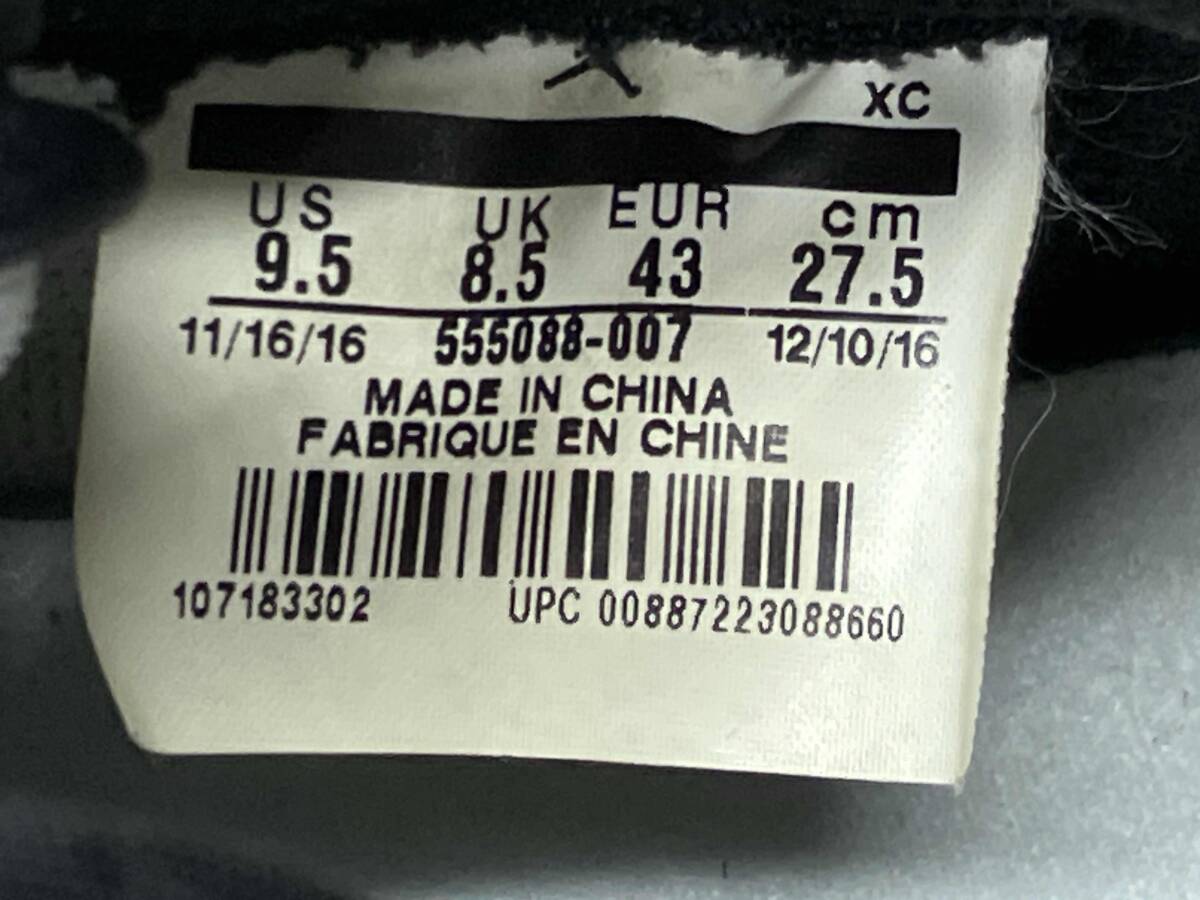 XC
US UK EUR cm
9.5 8.5 43 27.5
11/16/16 555088-007 12/10/16
MADE IN CHINA
FABRIQUE EN CHINE
107183302 UPC 00887223088660